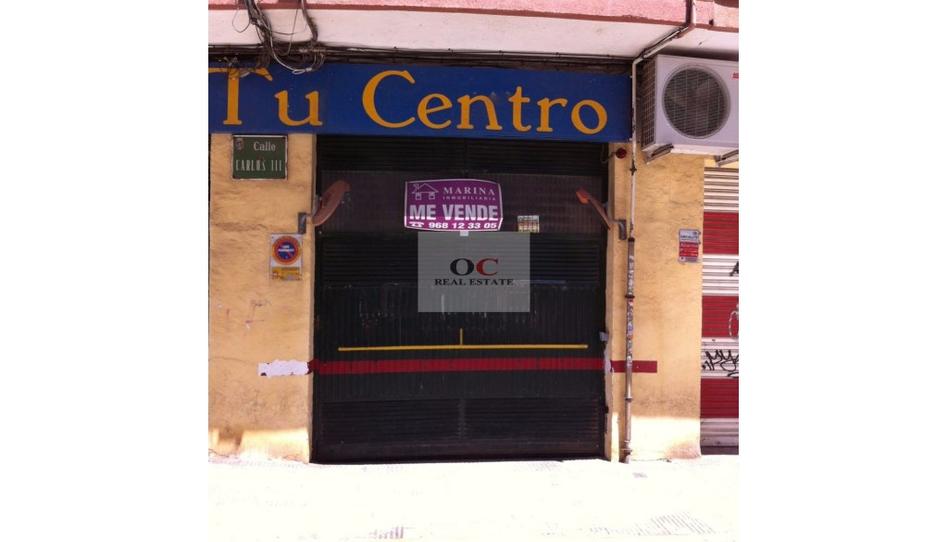 Tu Centro
Calle
CARLOS III
MARINA
INMOBILIARIA
ME VENDE
968 12 33 05
OC
REAL ESTATE